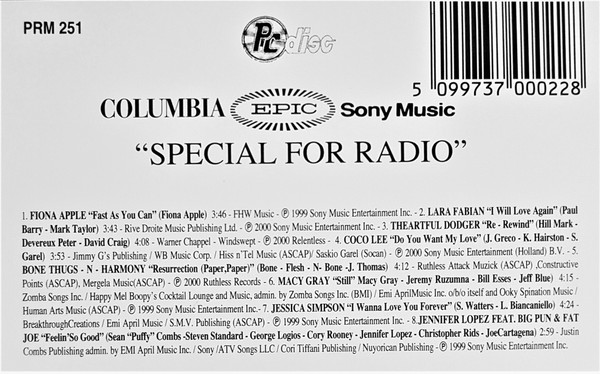 PRM 251
Pic disc
5 099737 000228
COLUMBIA EPIC Sony Music
“SPECIAL FOR RADIO”
1. FIONA APPLE “Fast As You Can” (Fiona Apple) 3:46 - FHW Music - ℗ 1999 Sony Music Entertainment Inc. - 2. LARA FABIAN “I Will Love Again” (Paul
Barry - Mark Taylor) 3:43 - Rive Droite Music Publishing Ltd. - ℗ 2000 Sony Music Entertainment Inc. - 3. THEARTFUL DODGER “Re - Rewind” (Hill Mark -
Devereux Peter - David Craig) 4:08 - Warner Chappel - Windswept - ℗ 2000 Relentless - 4. COCO LEE “Do You Want My Love” (J. Greco - K. Hairston - S.
Garel) 3:53 - Jimmy G's Publishing / WB Music Corp. / Hiss n'Tel Music (ASCAP)/ Saskio Garel (Socan) - ℗ 2000 Sony Music Entertainment (Holland) B.V. - 5.
BONE THUGS - N - HARMONY “Resurrection (Paper,Paper)” (Bone - Flesh - N- Bone -J. Thomas) 4:12 - Ruthless Attack Muzick (ASCAP) ,Constructive
Points (ASCAP), Mergela Music(ASCAP) - ℗ 2000 Ruthless Records - 6. MACY GRAY “Still” Macy Gray - Jeremy Ruzumna - Bill Esses - Jeff Blue) 4:15 -
Zomba Songs Inc. / Happy Mel Boopy's Cocktail Lounge and Music, admin. by Zomba Songs Inc. (BMI) / Emi AprilMusic Inc. o/b/o itself and Ooky Spination Music /
Human Arts Music (ASCAP) - ℗ 1999 Sony Music Entertainment Inc. - 7. JESSICA SIMPSON “I Wanna Love You Forever” (S. Watters - L. Biancaniello) 4:24 -
BreakthroughCreations / Emi April Music / S.M.V. Publishing (ASCAP) - ℗ 1999 Sony Music Entertainment Inc. - 8.JENNIFER LOPEZ FEAT. BIG PUN & FAT
JOE “Feelin'So Good” (Sean “Puffy” Combs -Steven Standard - George Logios - Cory Rooney - Jennifer Lopez - Christopher Rids - JoeCartagena) 2:59 - Justin
Combs Publishing admin. by EMI April Music Inc. / Sony /ATV Songs LLC / Cori Tiffani Publishing / Nuyorican Publishing - ℗ 1999 Sony Music Entertainment Inc.